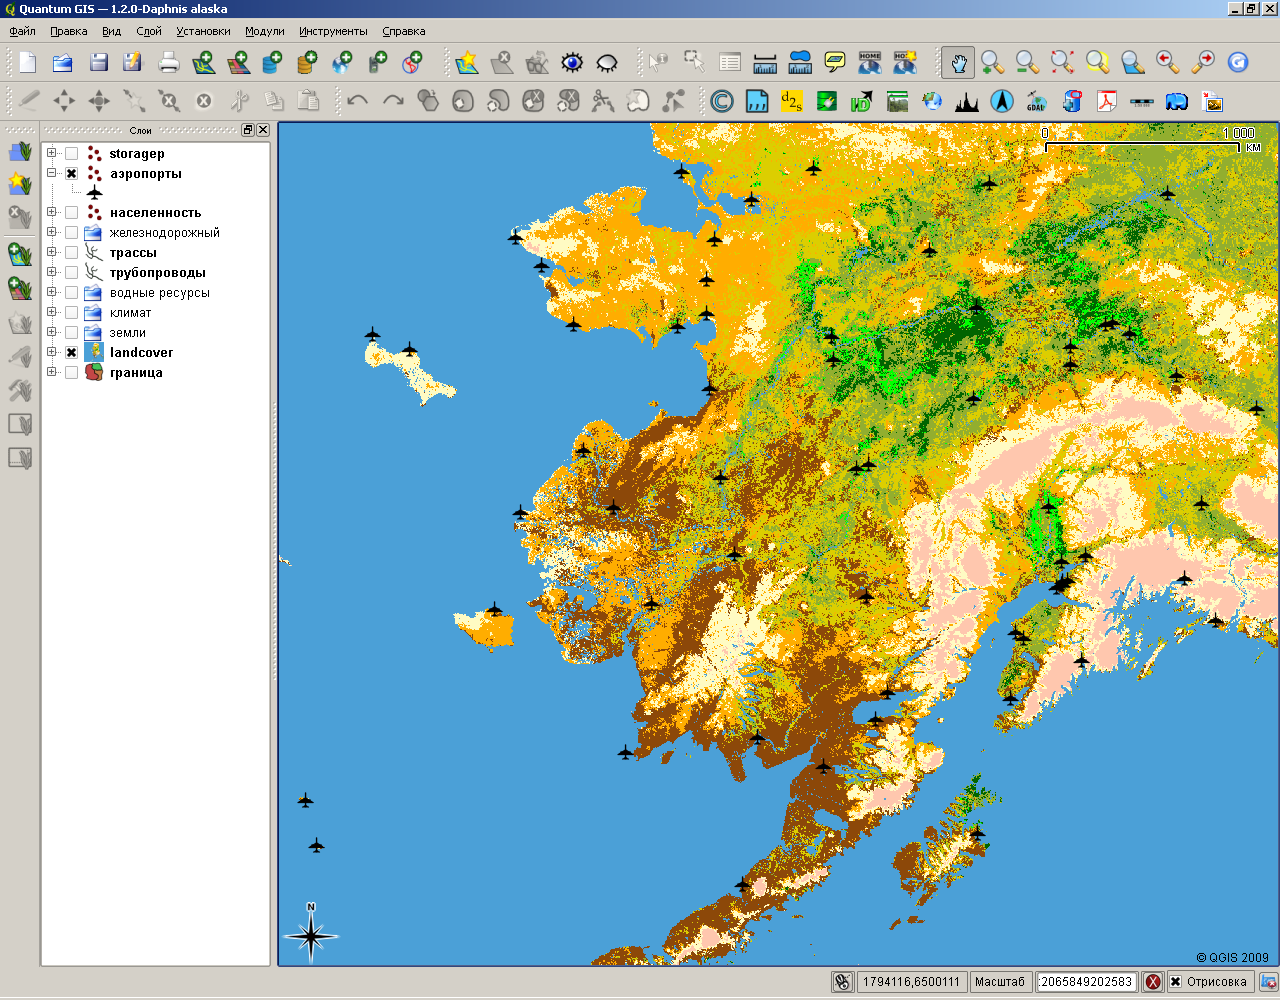 Quantum GIS — 1.2.0-Daphnis alaska
Файл Правка Вид Слой Установки Модули Инструменты Справка
Слои
storagep
аэропорты
населенность
железнодорожный
трассы
трубопроводы
водные ресурсы
климат
земли
landcover
граница
0 1 000
КМ
N
© QGIS 2009
1794116,6500111 Масштаб :2065849202583 Отрисовка